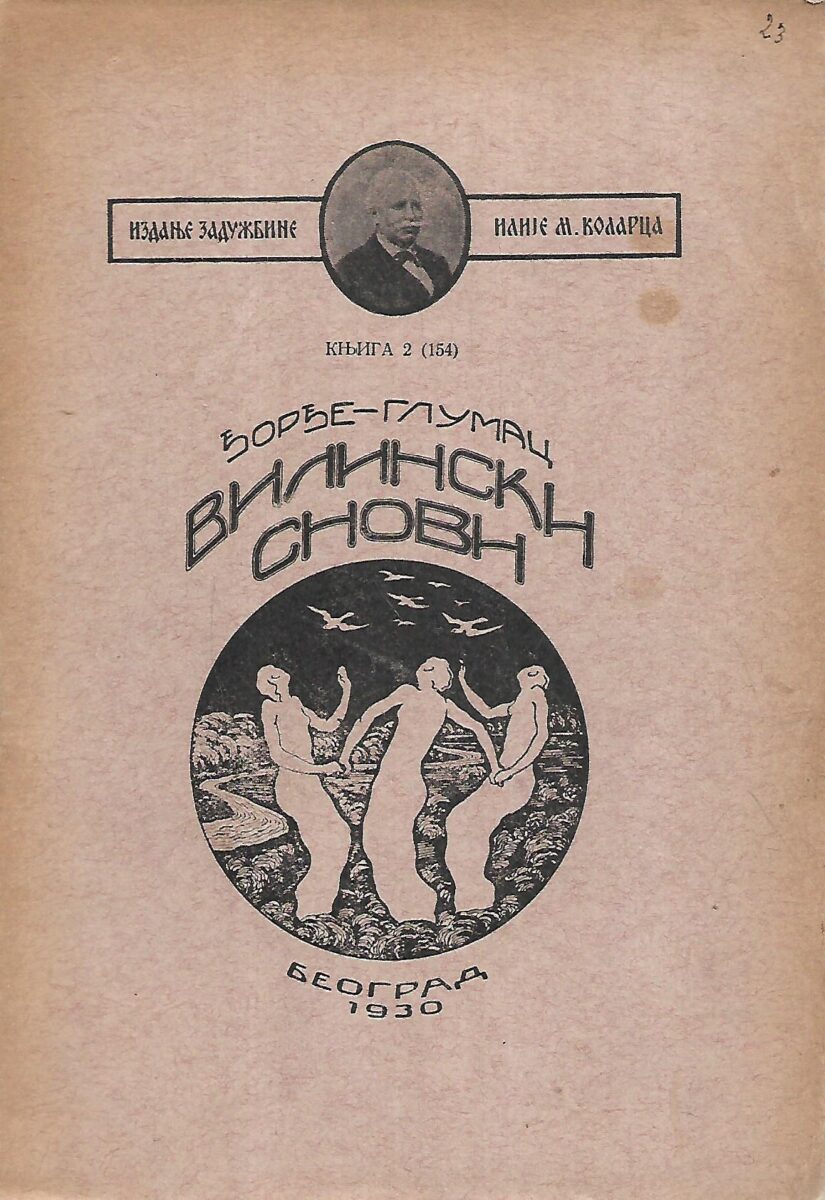 23
ИЗДАЊЕ ЗАДУЖБИНЕ ИЛИЈЕ М. КОЛАРЦА
КЊИГА 2 (154)
ЂОРЂЕ-ГЛУМАЦ
ВИЛИНСКИ
СНОВИ
БЕОГРАД
1930